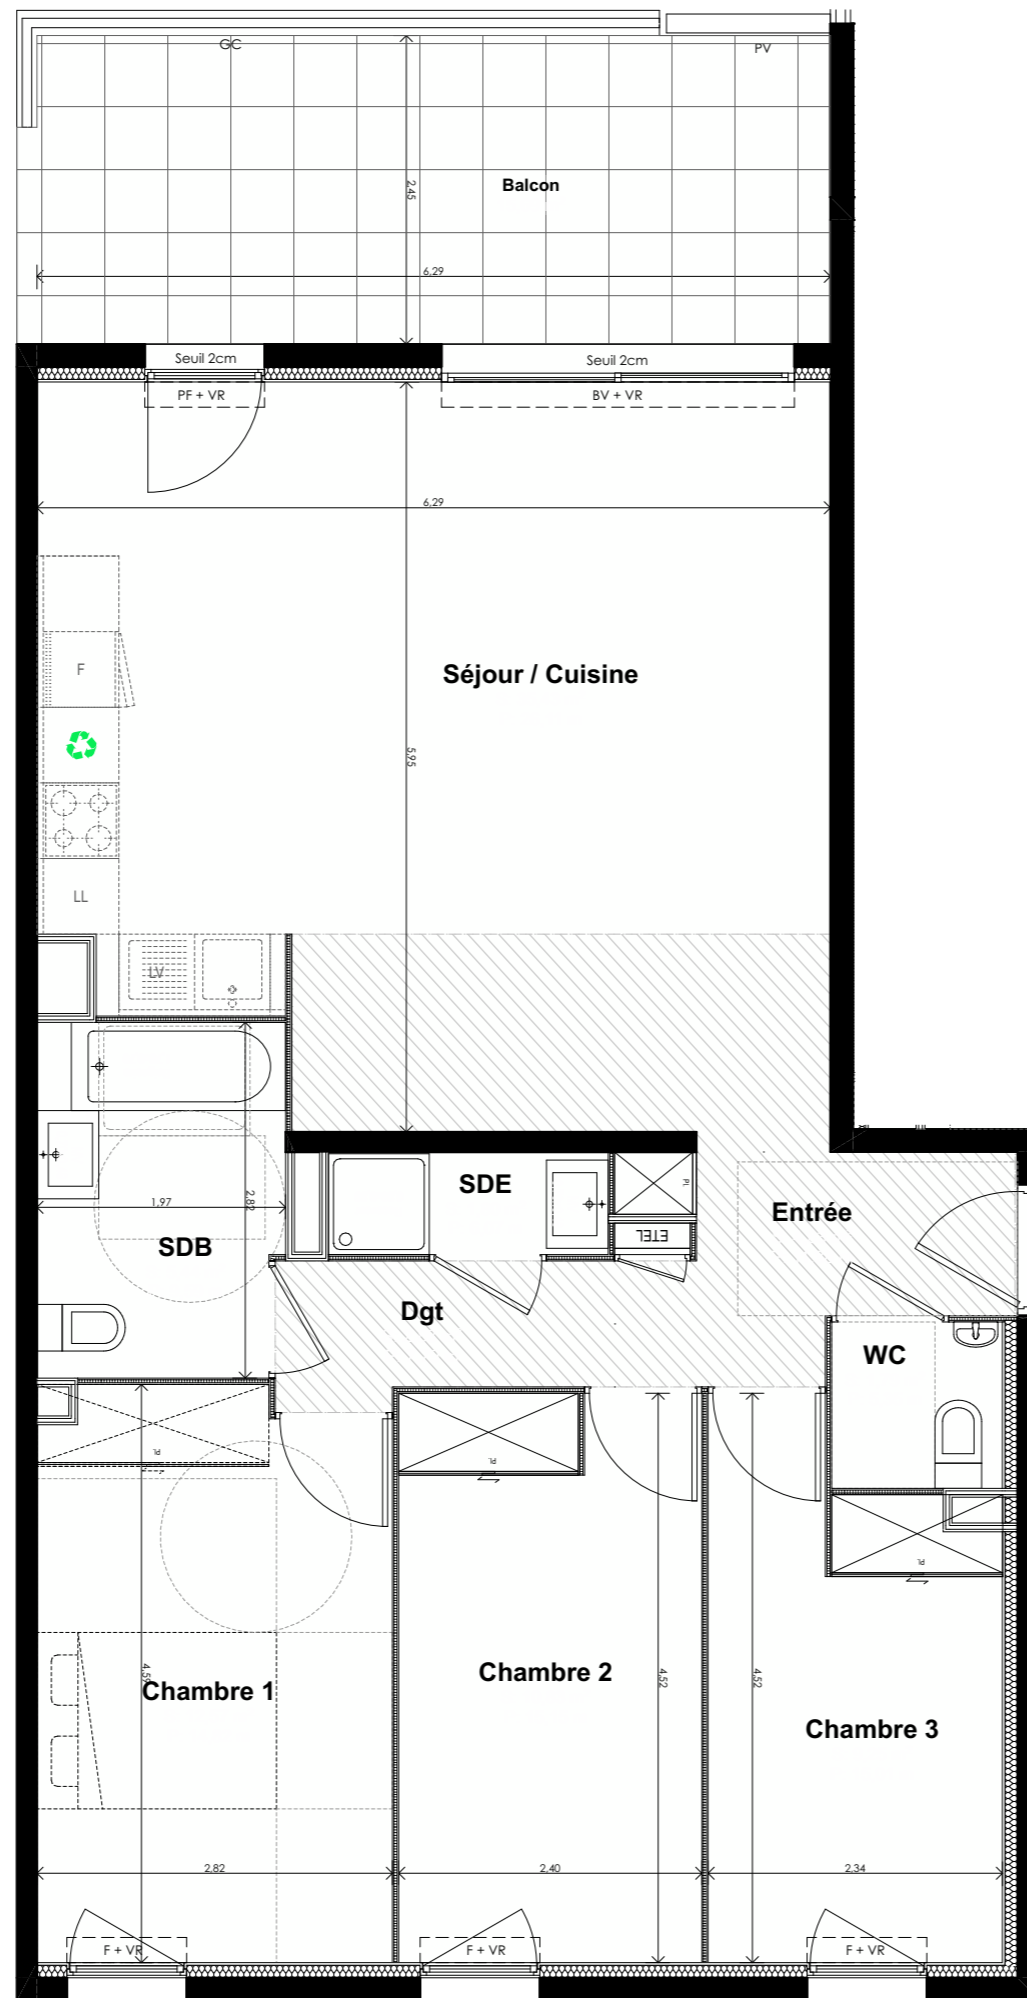 GC
PV
Balcon
2,45
6,29
Seuil 2cm
Seuil 2cm
PF + VR
BV + VR
6,29
F
Séjour / Cuisine
5,95
LL
LV
SDE
PL
1,97
2,82
Entrée
ETEL
SDB
Dgt
WC
PL
PL
PL
4,59
Chambre 1
Chambre 2
4,52
4,52
Chambre 3
2,82
2,40
2,34
F + VR
F + VR
F + VR